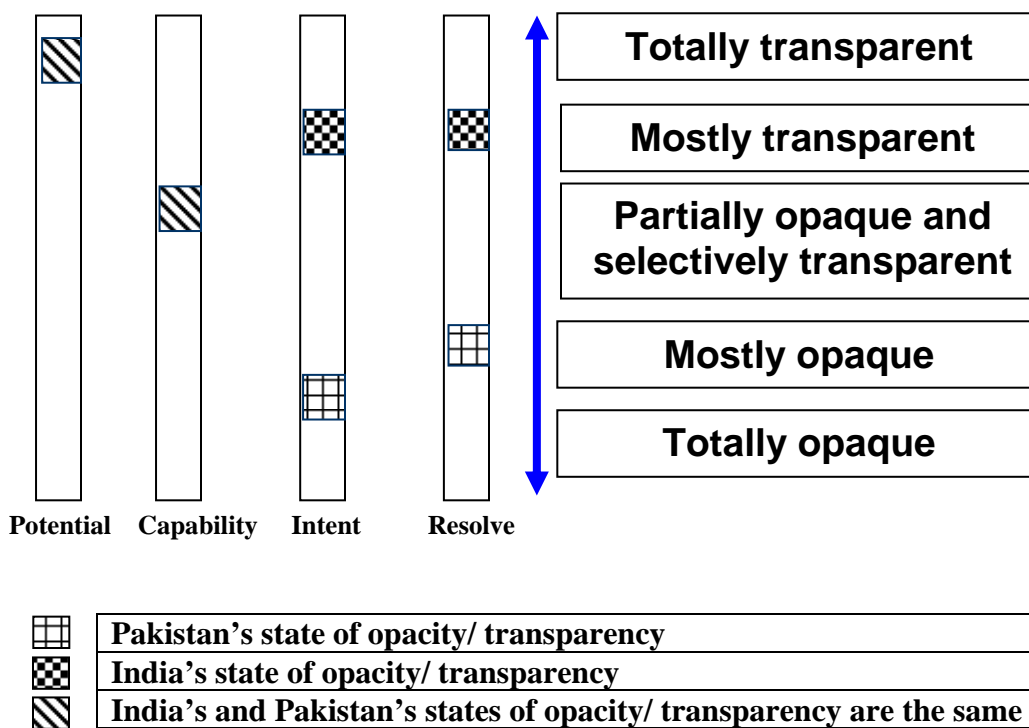 Totally transparent
Mostly transparent
Partially opaque and
selectively transparent
Mostly opaque
Totally opaque
Potential Capability Intent Resolve
Pakistan’s state of opacity/ transparency
India’s state of opacity/ transparency
India’s and Pakistan’s states of opacity/ transparency are the same